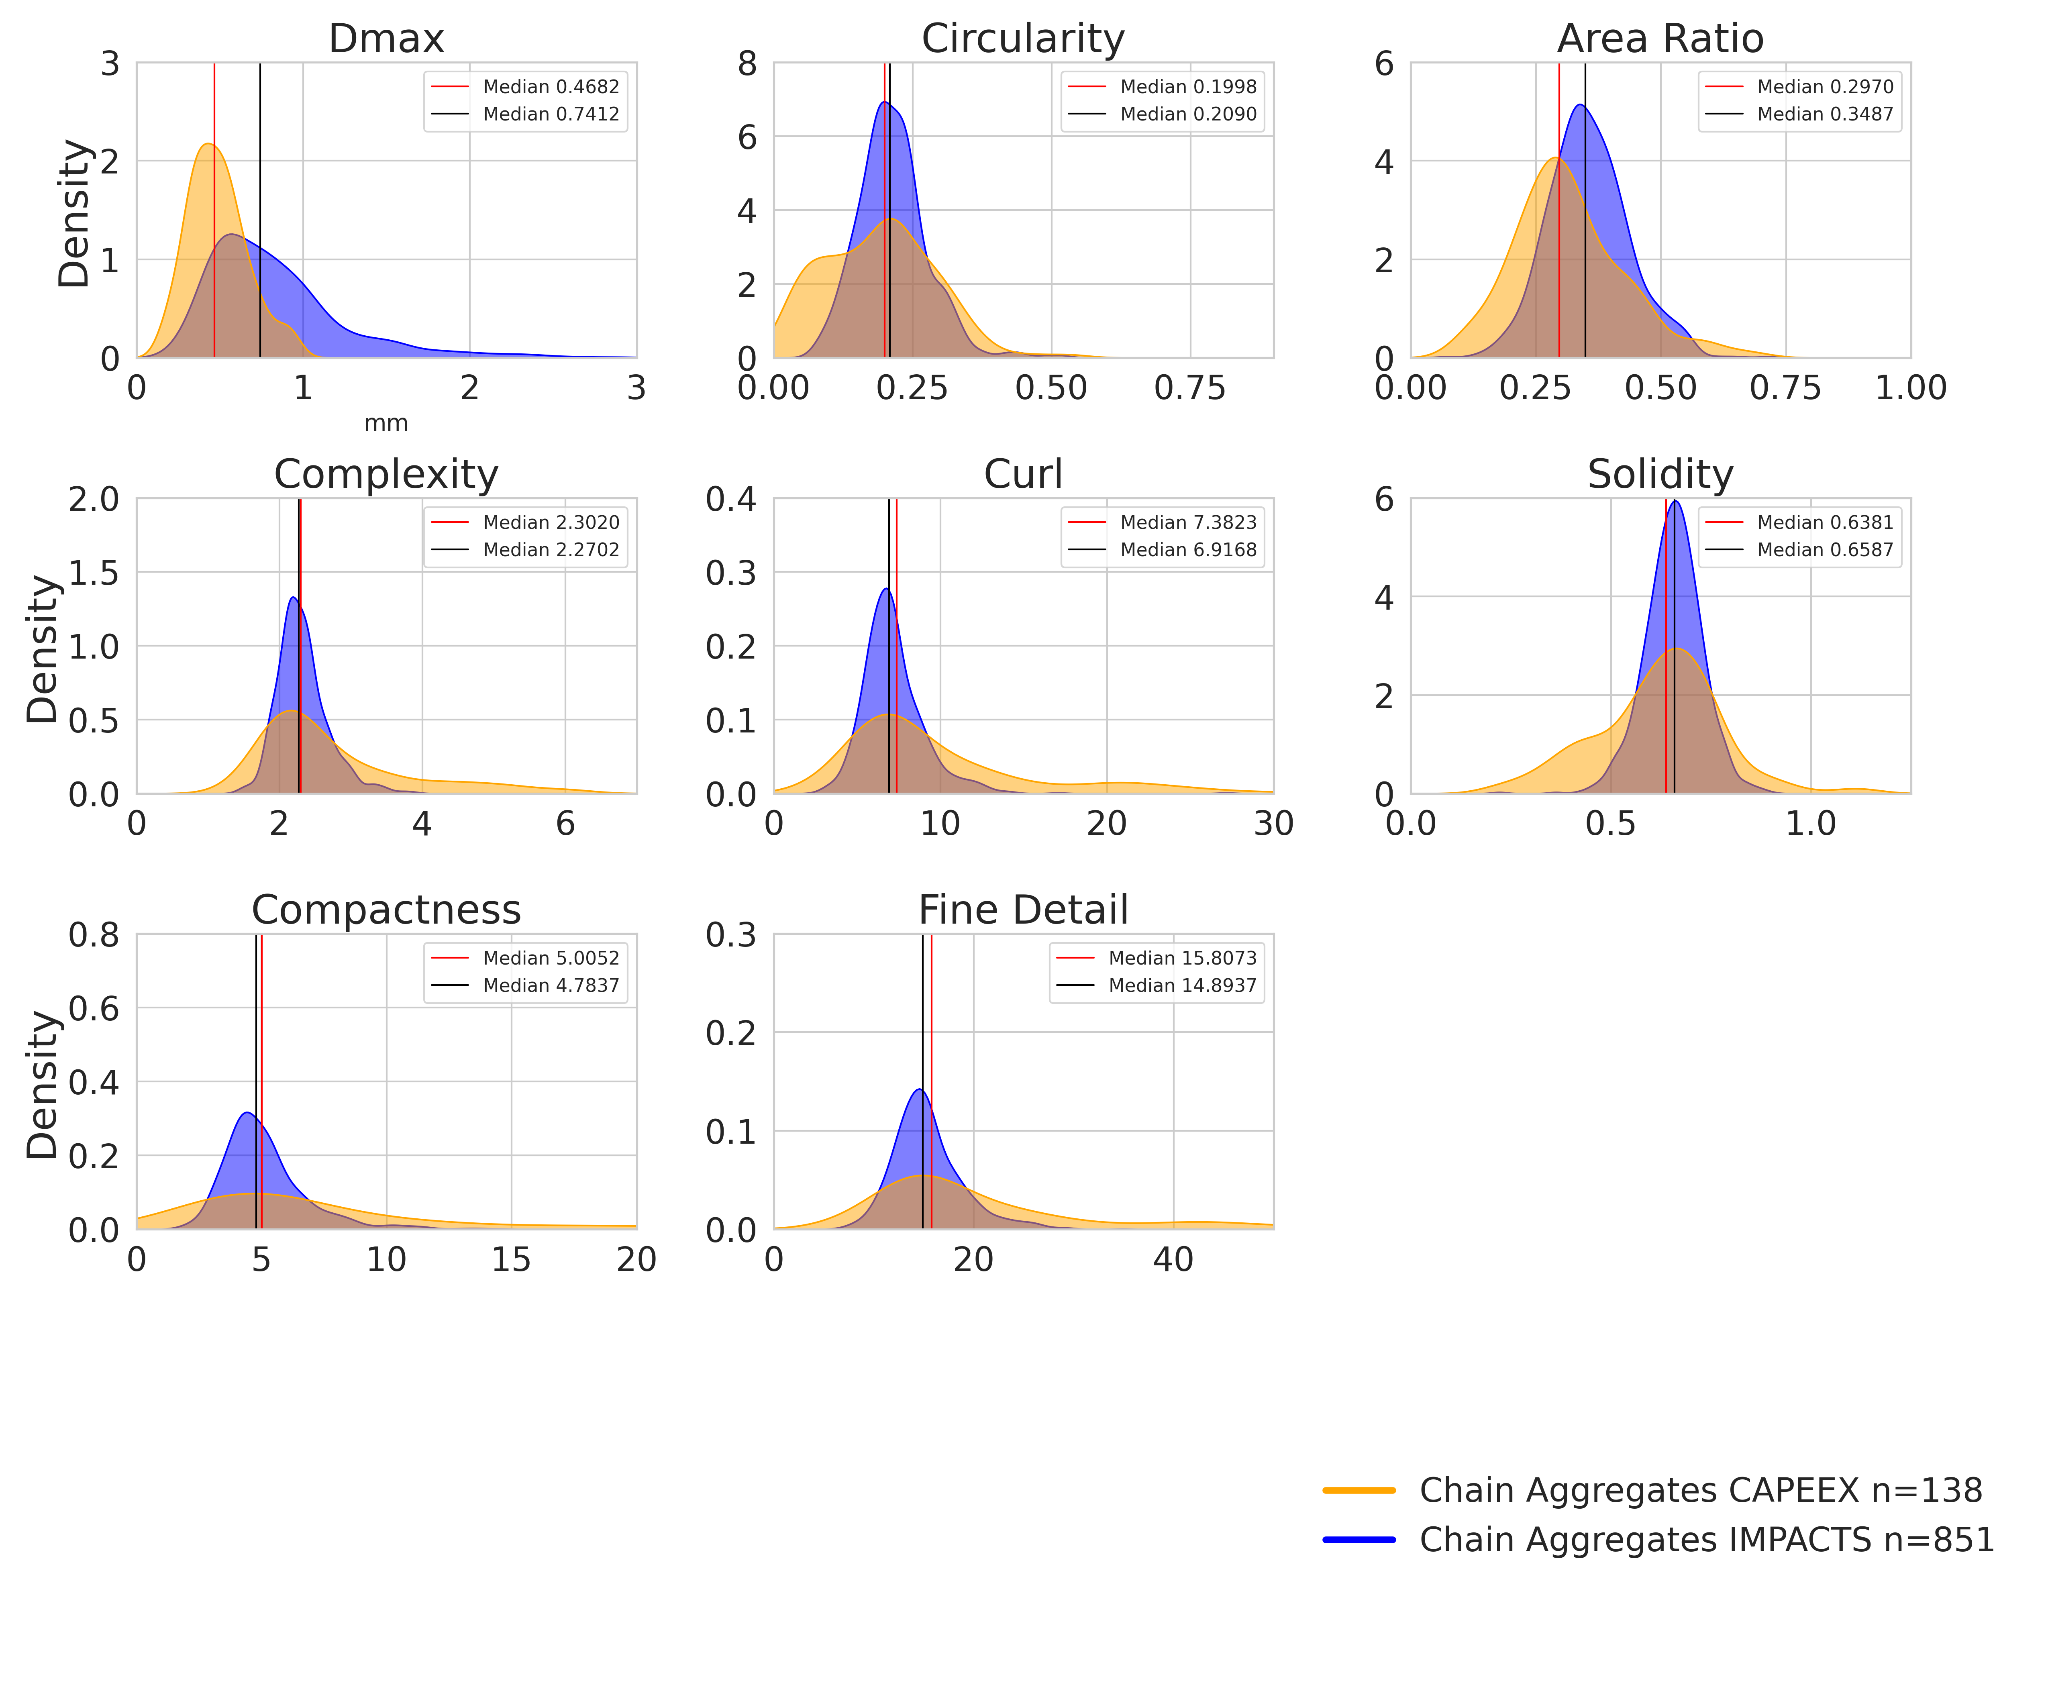 Dmax
Density
3
2
1
0
Median 0.4682
Median 0.7412
0 1 2 3
mm
Circularity
8
6
4
2
0
Median 0.1998
Median 0.2090
0.00 0.25 0.50 0.75
Area Ratio
6
4
2
0
Median 0.2970
Median 0.3487
0.00 0.25 0.50 0.75 1.00
Complexity
Density
2.0
1.5
1.0
0.5
0.0
Median 2.3020
Median 2.2702
0 2 4 6
Curl
0.4
0.3
0.2
0.1
0.0
Median 7.3823
Median 6.9168
0 10 20 30
Solidity
6
4
2
0
Median 0.6381
Median 0.6587
0.0 0.5 1.0
Compactness
Density
0.8
0.6
0.4
0.2
0.0
Median 5.0052
Median 4.7837
0 5 10 15 20
Fine Detail
0.3
0.2
0.1
0.0
Median 15.8073
Median 14.8937
0 20 40
Chain Aggregates CAPEEX n=138
Chain Aggregates IMPACTS n=851